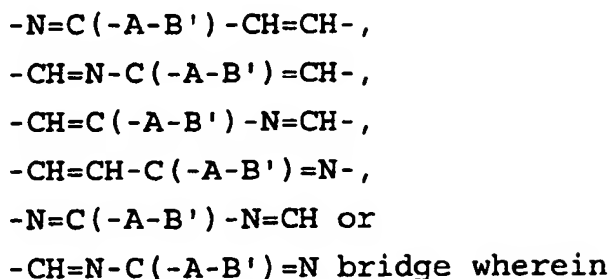 -N=C(-A-B')-CH=CH-,
-CH=N-C(-A-B')=CH-,
-CH=C(-A-B')-N=CH-,
-CH=CH-C(-A-B')=N-,
-N=C(-A-B')-N=CH or
-CH=N-C(-A-B')=N bridge wherein